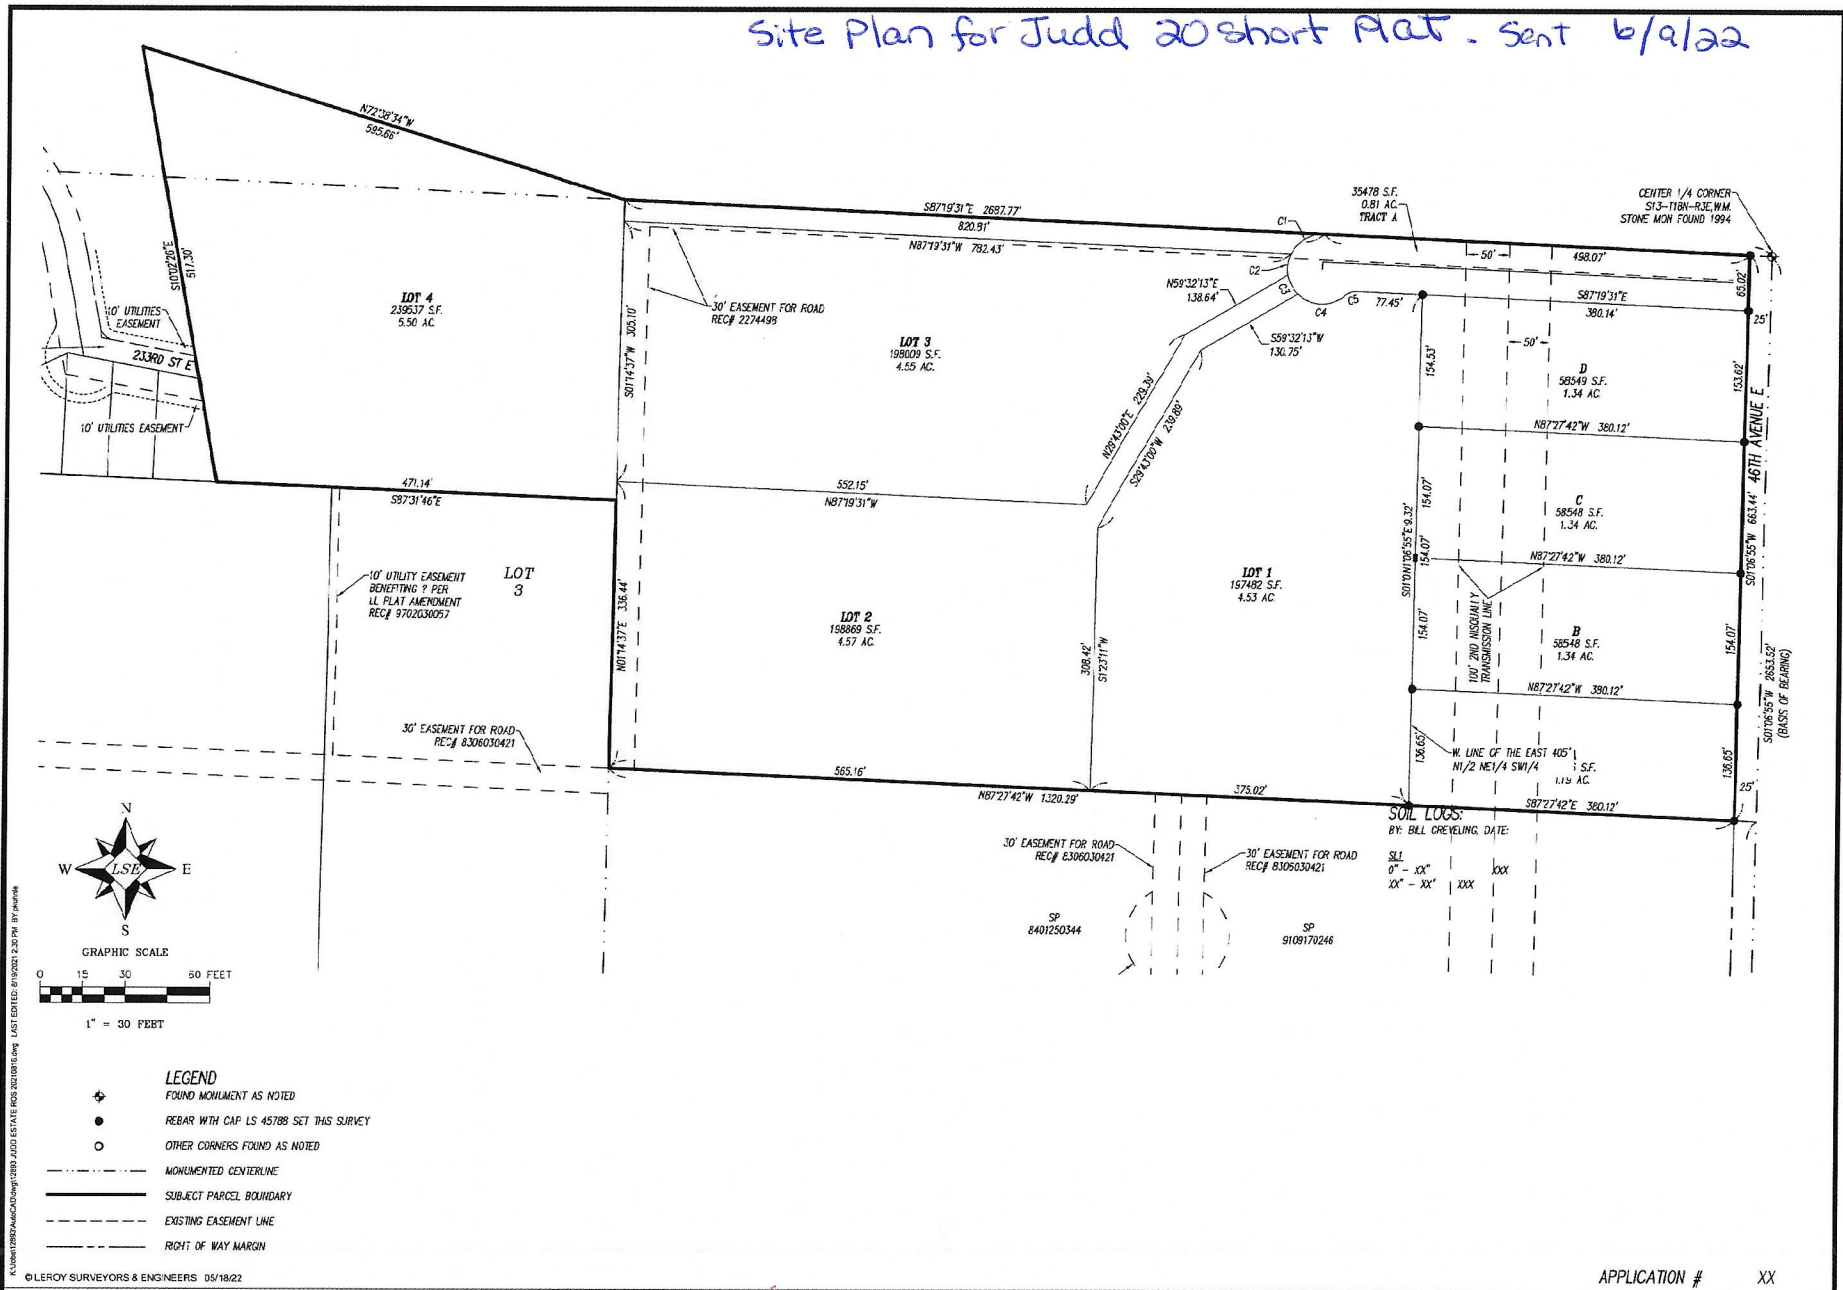 Site Plan for Judd 20 Short Plat. Sent 6/9/22
N72°38'34"W
595.66'
S10°02'26"E
517.30'
10' UTILITIES
EASEMENT
233RD ST E
10' UTILITIES EASEMENT
LOT 4
239537 S.F.
5.50 AC.
471.14'
S87°31'46"E
S87°19'31"E 2687.77'
820.81'
N87°19'31"W 782.43'
30' EASEMENT FOR ROAD
REC# 2274498
S01°14'37"W 305.10'
LOT 3
198009 S.F.
4.55 AC.
552.15'
N87°19'31"W
C1
C2
C3
C4
C5
N59°32'13"E
138.64'
S59°32'13"W
130.75'
N29°43'00"E 229.39'
S29°43'00"W 239.89'
35478 S.F.
0.81 AC.
TRACT A
CENTER 1/4 CORNER
S13-T18N-R3E,W.M.
STONE MON FOUND 1994
50'
498.07'
65.02'
77.45'
S87°19'31"E
380.14'
25'
50'
154.53'
D
58549 S.F.
1.34 AC.
153.62'
N87°27'42"W 380.12'
46TH AVENUE E
154.07'
C
58548 S.F.
1.34 AC.
S01°06'55"W 663.44'
154.07'
N87°27'42"W 380.12'
100' 2ND NISQUALLY
TRANSMISSION LINE
154.07'
B
58548 S.F.
1.34 AC.
154.07'
N87°27'42"W 380.12'
S01°06'55"W 2653.52'
(BASIS OF BEARING)
136.65'
W. LINE OF THE EAST 405'
N1/2 NE1/4 SW1/4
S.F.
1.19 AC.
136.65'
25'
S87°27'42"E 380.12'
LOT 1
197482 S.F.
4.53 AC
308.42'
S1°23'11"W
LOT 2
198869 S.F.
4.57 AC.
N01°14'37"E 336.44'
565.16'
N87°27'42"W 1320.29'
375.02'
10' UTILITY EASEMENT
BENEFITING ? PER
LL PLAT AMENDMENT
REC# 9702030057
LOT
3
30' EASEMENT FOR ROAD
REC# 8306030421
30' EASEMENT FOR ROAD
REC# 8306030421
30' EASEMENT FOR ROAD
REC# 8306030421
SP
8401250344
SP
9109170246
SOIL LOGS:
BY: BILL CREVELING, DATE:
SL1
0" - XX" XXX
XX" - XX" XXX
N
W LSE E
S
GRAPHIC SCALE
0 15 30 60 FEET
1" = 30 FEET
LEGEND
FOUND MONUMENT AS NOTED
REBAR WITH CAP LS 45788 SET THIS SURVEY
OTHER CORNERS FOUND AS NOTED
MONUMENTED CENTERLINE
SUBJECT PARCEL BOUNDARY
EXISTING EASEMENT LINE
RIGHT OF WAY MARGIN
© LEROY SURVEYORS & ENGINEERS 05/18/22
APPLICATION # XX